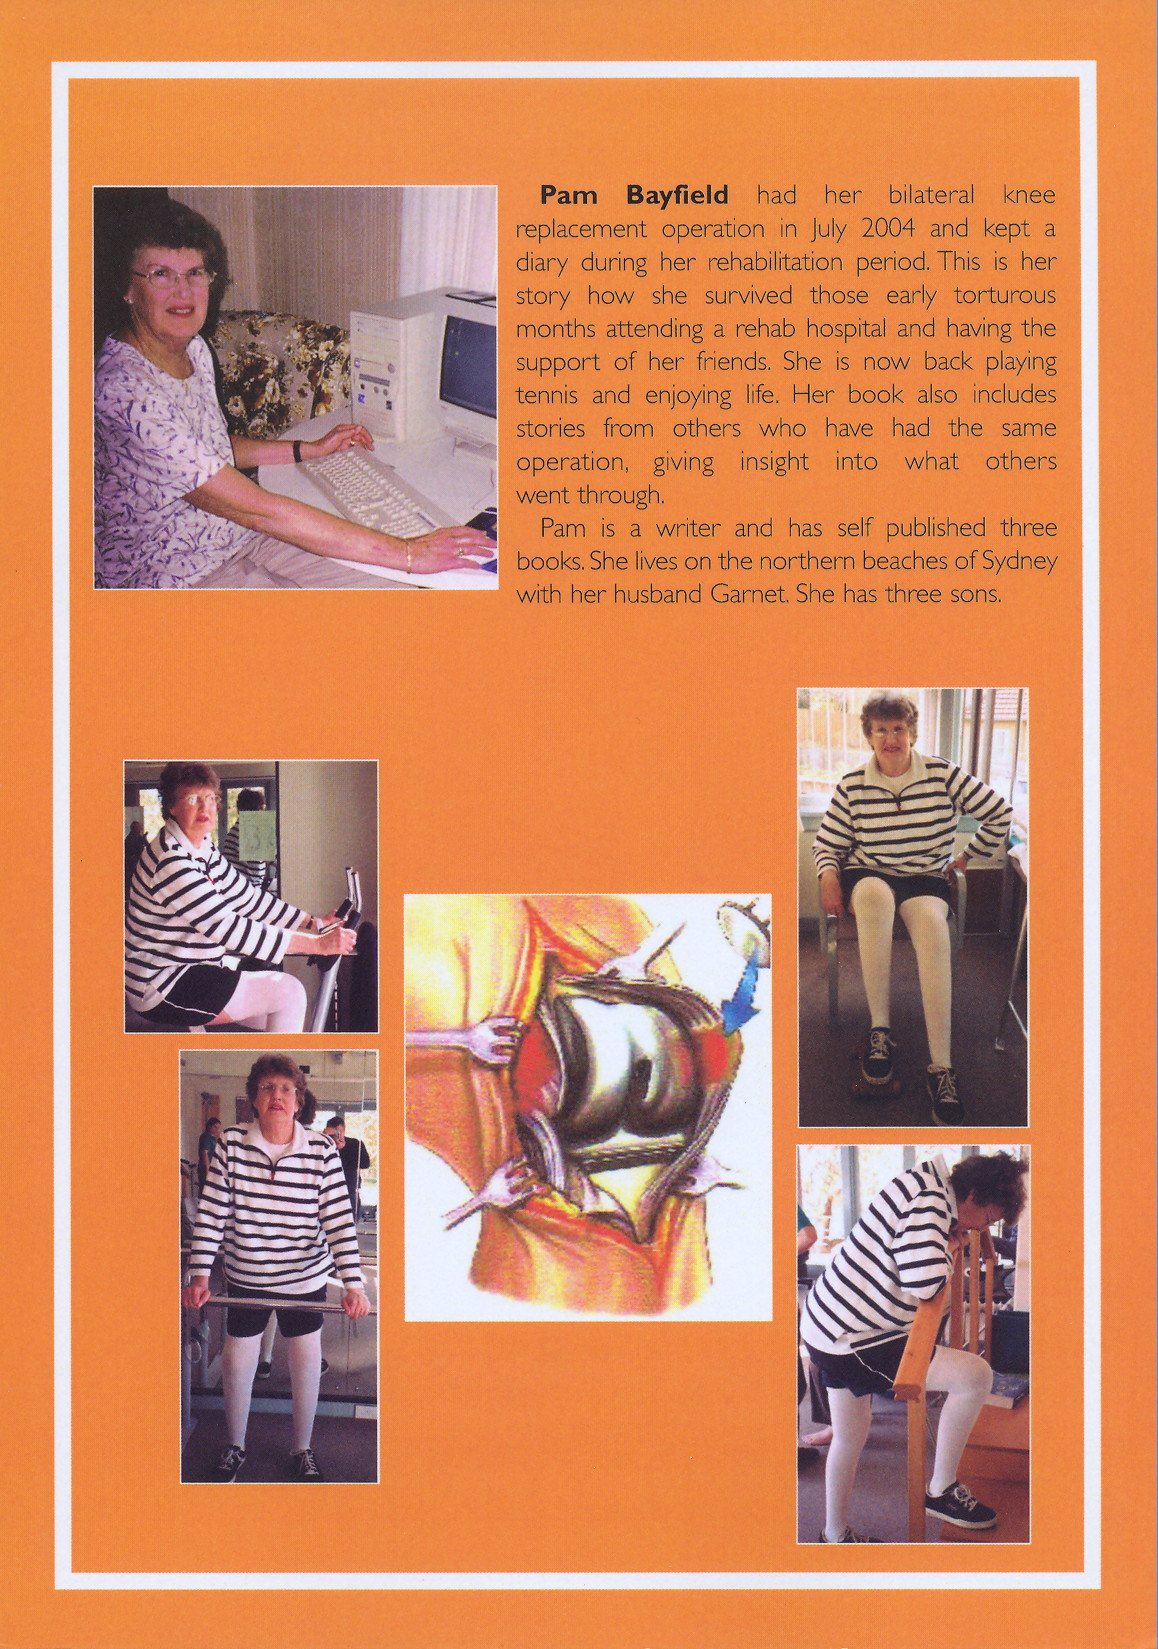 Pam Bayfield had her bilateral knee
replacement operation in July 2004 and kept a
diary during her rehabilitation period. This is her
story how she survived those early torturous
months attending a rehab hospital and having the
support of her friends. She is now back playing
tennis and enjoying life. Her book also includes
stories from others who have had the same
operation, giving insight into what others
went through.
Pam is a writer and has self published three
books. She lives on the northern beaches of Sydney
with her husband Garnet. She has three sons.